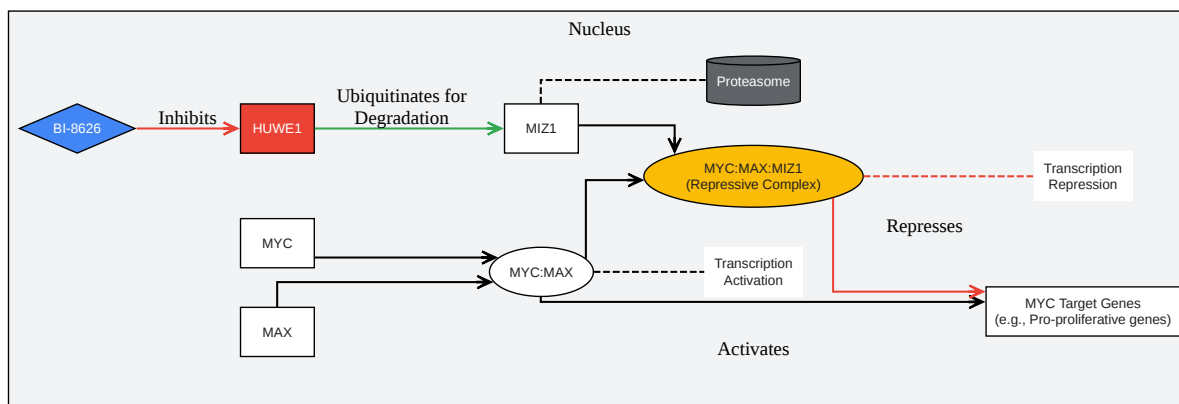 Nucleus
Proteasome
Ubiquitinates for
Degradation
Inhibits
BI-8626
HUWE1
MIZ1
MYC:MAX:MIZ1
(Repressive Complex)
Transcription
Repression
Represses
MYC
MYC:MAX
Transcription
Activation
MAX
MYC Target Genes
(e.g., Pro-proliferative genes)
Activates